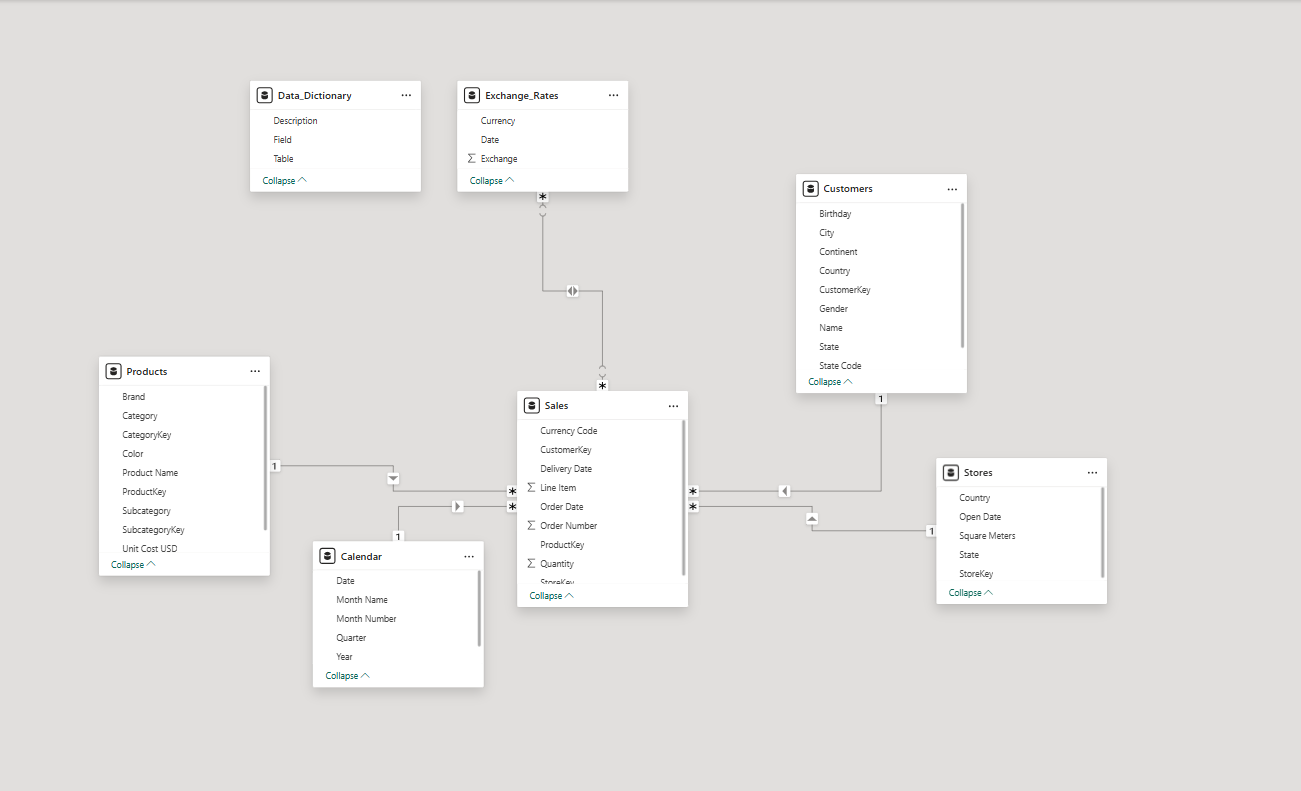 Data_Dictionary
Description
Field
Table
Collapse
Exchange_Rates
Currency
Date
Exchange
Collapse
*
*
Customers
Birthday
City
Continent
Country
CustomerKey
Gender
Name
State
State Code
Collapse
1
Products
Brand
Category
CategoryKey
Color
Product Name
ProductKey
Subcategory
SubcategoryKey
Unit Cost USD
Collapse
1
*
*
Sales
Currency Code
CustomerKey
Delivery Date
Line Item
Order Date
Order Number
ProductKey
Quantity
StoreKey
Collapse
*
*
Stores
Country
Open Date
Square Meters
State
StoreKey
Collapse
1
1
Calendar
Date
Month Name
Month Number
Quarter
Year
Collapse